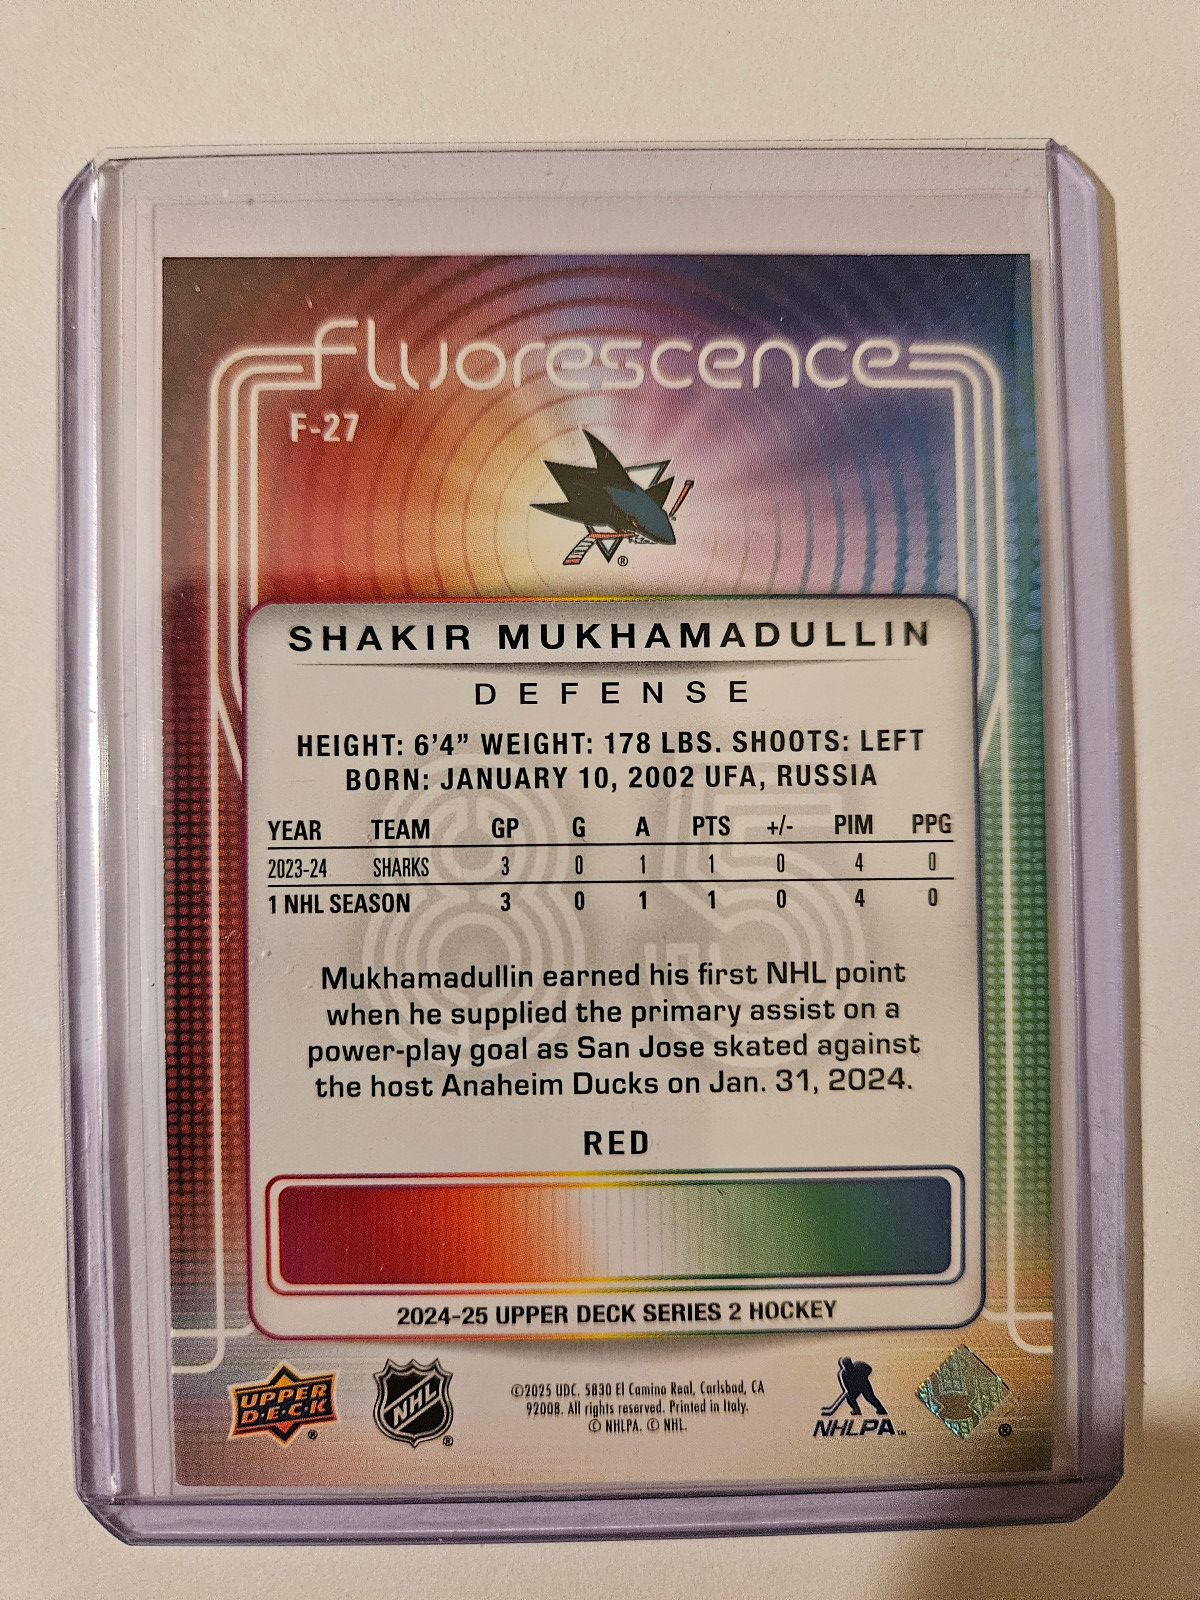 fluorescence
F-27
®
SHAKIR MUKHAMADULLIN
DEFENSE
HEIGHT: 6'4" WEIGHT: 178 LBS. SHOOTS: LEFT
BORN: JANUARY 10, 2002 UFA, RUSSIA
YEAR TEAM GP G A PTS +/- PIM PPG
2023-24 SHARKS 3 0 1 1 0 4 0
1 NHL SEASON 3 0 1 1 0 4 0
85
Mukhamadullin earned his first NHL point
when he supplied the primary assist on a
power-play goal as San Jose skated against
the host Anaheim Ducks on Jan. 31, 2024.
RED
2024-25 UPPER DECK SERIES 2 HOCKEY
UPPER
DECK
®
NHL
®
©2025 UDC. 5830 El Camino Real, Carlsbad, CA
92008. All rights reserved. Printed in Italy.
© NHLPA. © NHL.
NHLPA™
®